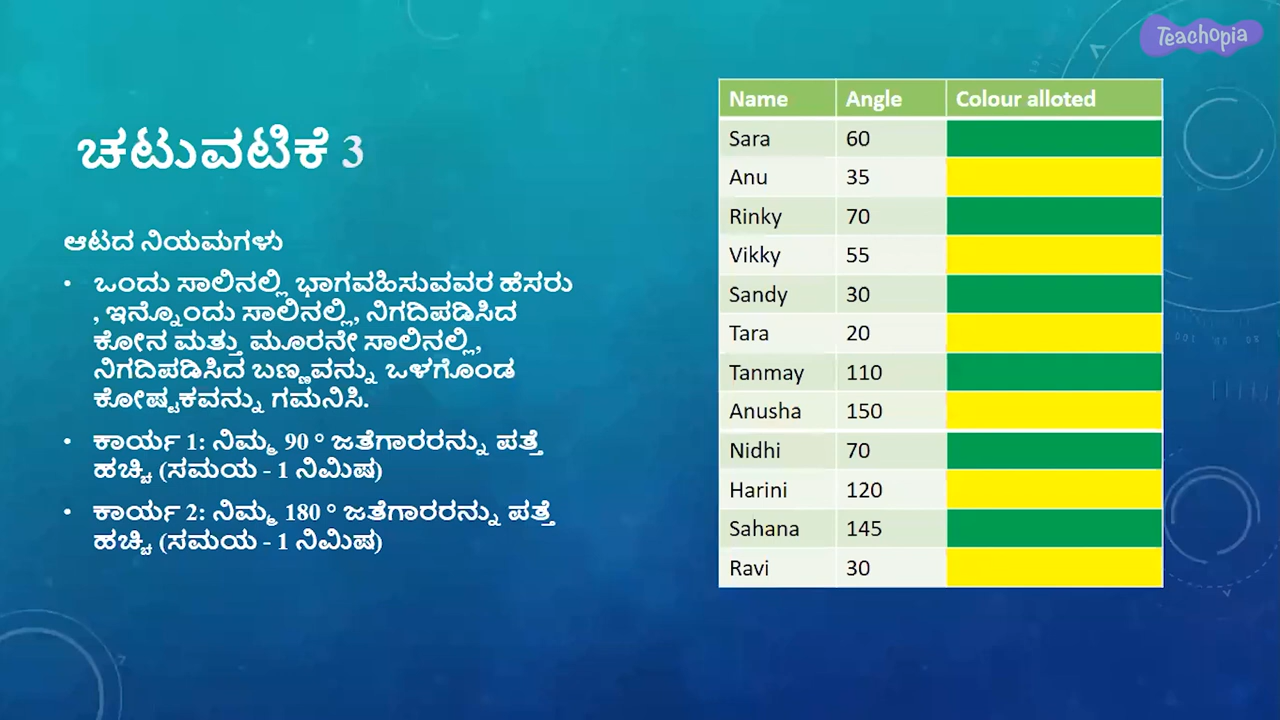 Teachopia
ಚಟುವಟಿಕೆ 3
ಆಟದ ನಿಯಮಗಳು
• ಒಂದು ಸಾಲಿನಲ್ಲಿ ಭಾಗವಹಿಸುವವರ ಹೆಸರು
, ಇನ್ನೊಂದು ಸಾಲಿನಲ್ಲಿ, ನಿಗದಿಪಡಿಸಿದ
ಕೋನ ಮತ್ತು ಮೂರನೇ ಸಾಲಿನಲ್ಲಿ,
ನಿಗದಿಪಡಿಸಿದ ಬಣ್ಣವನ್ನು ಒಳಗೊಂಡ
ಕೋಷ್ಟಕವನ್ನು ಗಮನಿಸಿ.
• ಕಾರ್ಯ 1: ನಿಮ್ಮ 90 ° ಜತೆಗಾರರನ್ನು ಪತ್ತೆ
ಹಚ್ಚಿ (ಸಮಯ - 1 ನಿಮಿಷ)
• ಕಾರ್ಯ 2: ನಿಮ್ಮ 180 ° ಜತೆಗಾರರನ್ನು ಪತ್ತೆ
ಹಚ್ಚಿ (ಸಮಯ - 1 ನಿಮಿಷ)
Name Angle Colour alloted
Sara 60
Anu 35
Rinky 70
Vikky 55
Sandy 30
Tara 20
Tanmay 110
Anusha 150
Nidhi 70
Harini 120
Sahana 145
Ravi 30